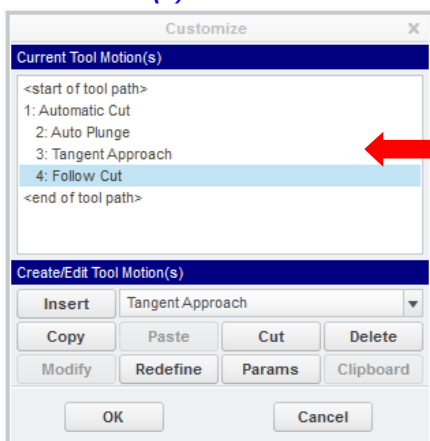 Customize X
Current Tool Motion(s)
<start of tool path>
1: Automatic Cut
2: Auto Plunge
3: Tangent Approach
4: Follow Cut
<end of tool path>
Create/Edit Tool Motion(s)
Insert Tangent Approach
Copy Paste Cut Delete
Modify Redefine Params Clipboard
OK Cancel